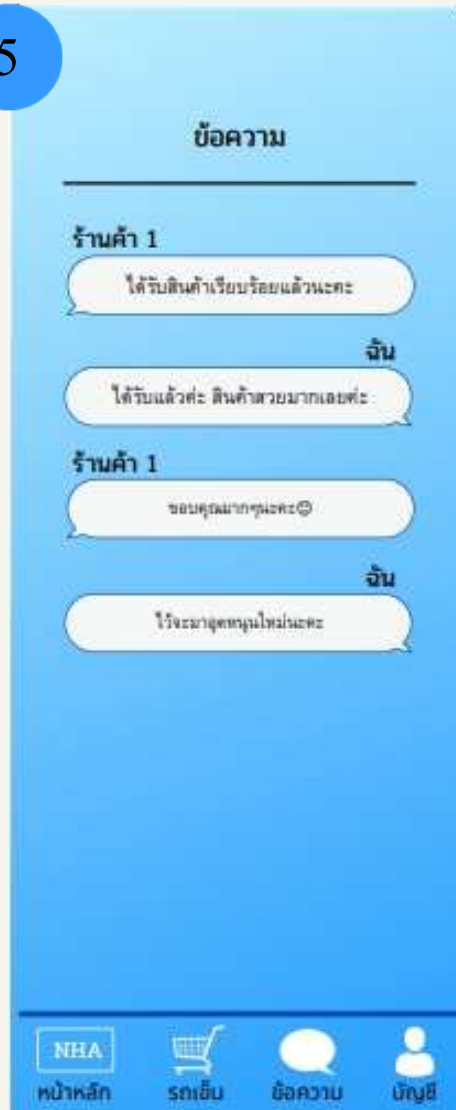 5
ข้อความ
ร้านค้า 1
ได้รับสินค้าเรียบร้อยแล้วนะคะ
ฉัน
ได้รับแล้วค่ะ สินค้าสวยมากเลยค่ะ
ร้านค้า 1
ขอบคุณมากๆนะคะ😊
ฉัน
ไว้จะมาอุดหนุนใหม่นะคะ
NHA
หน้าหลัก รถเข็น ข้อความ บัญชี